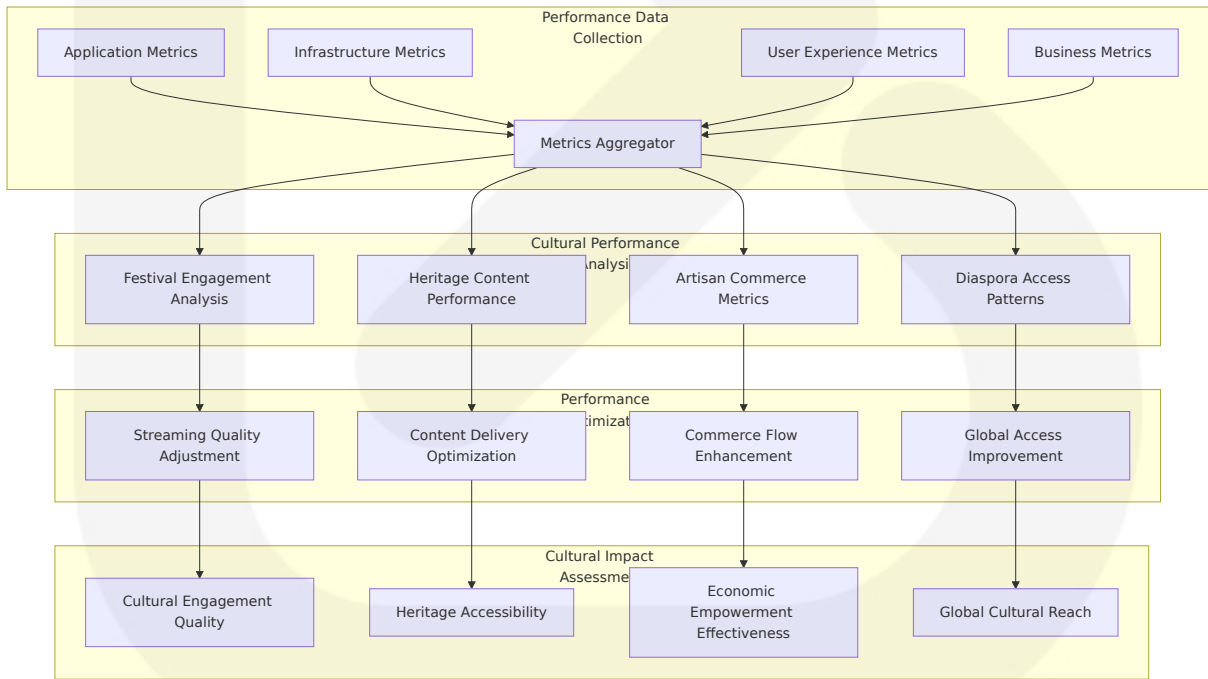 Performance Data
Collection
Application Metrics
Infrastructure Metrics
User Experience Metrics
Business Metrics
Metrics Aggregator
Cultural Performance
Festival Engagement
Analysis
Heritage Content
Performance
Artisan Commerce
Metrics
Diaspora Access
Patterns
Performance
Streaming Quality
Adjustment
Content Delivery
Optimization
Commerce Flow
Enhancement
Global Access
Improvement
Cultural Impact
Cultural Engagement
Quality
Heritage Accessibility
Economic
Empowerment
Effectiveness
Global Cultural Reach